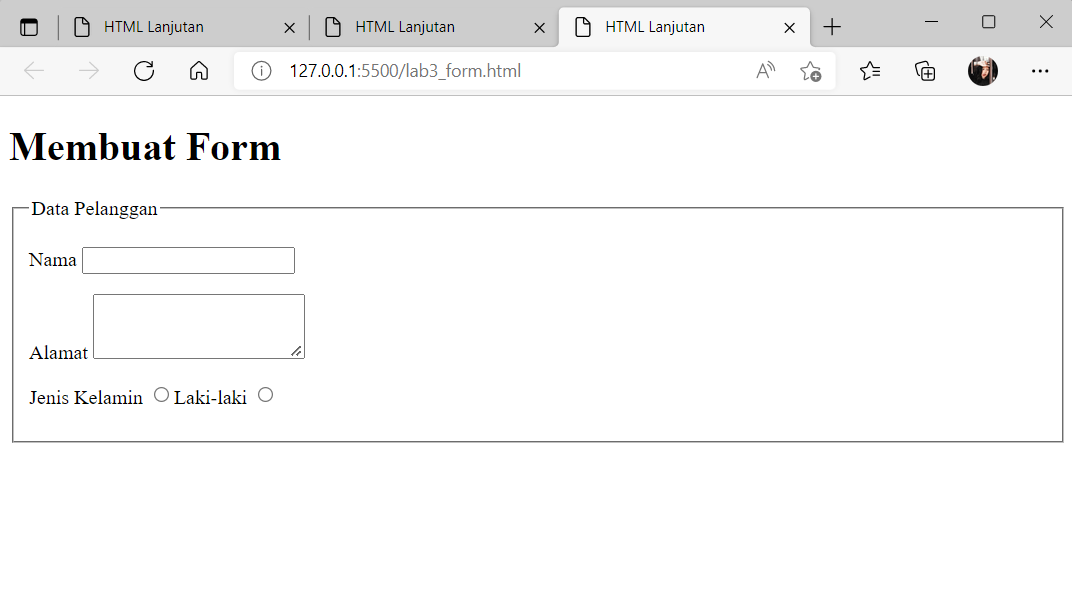 HTML Lanjutan HTML Lanjutan HTML Lanjutan
127.0.0.1:5500/lab3_form.html
Membuat Form
Data Pelanggan
Nama
Alamat
Jenis Kelamin Laki-laki